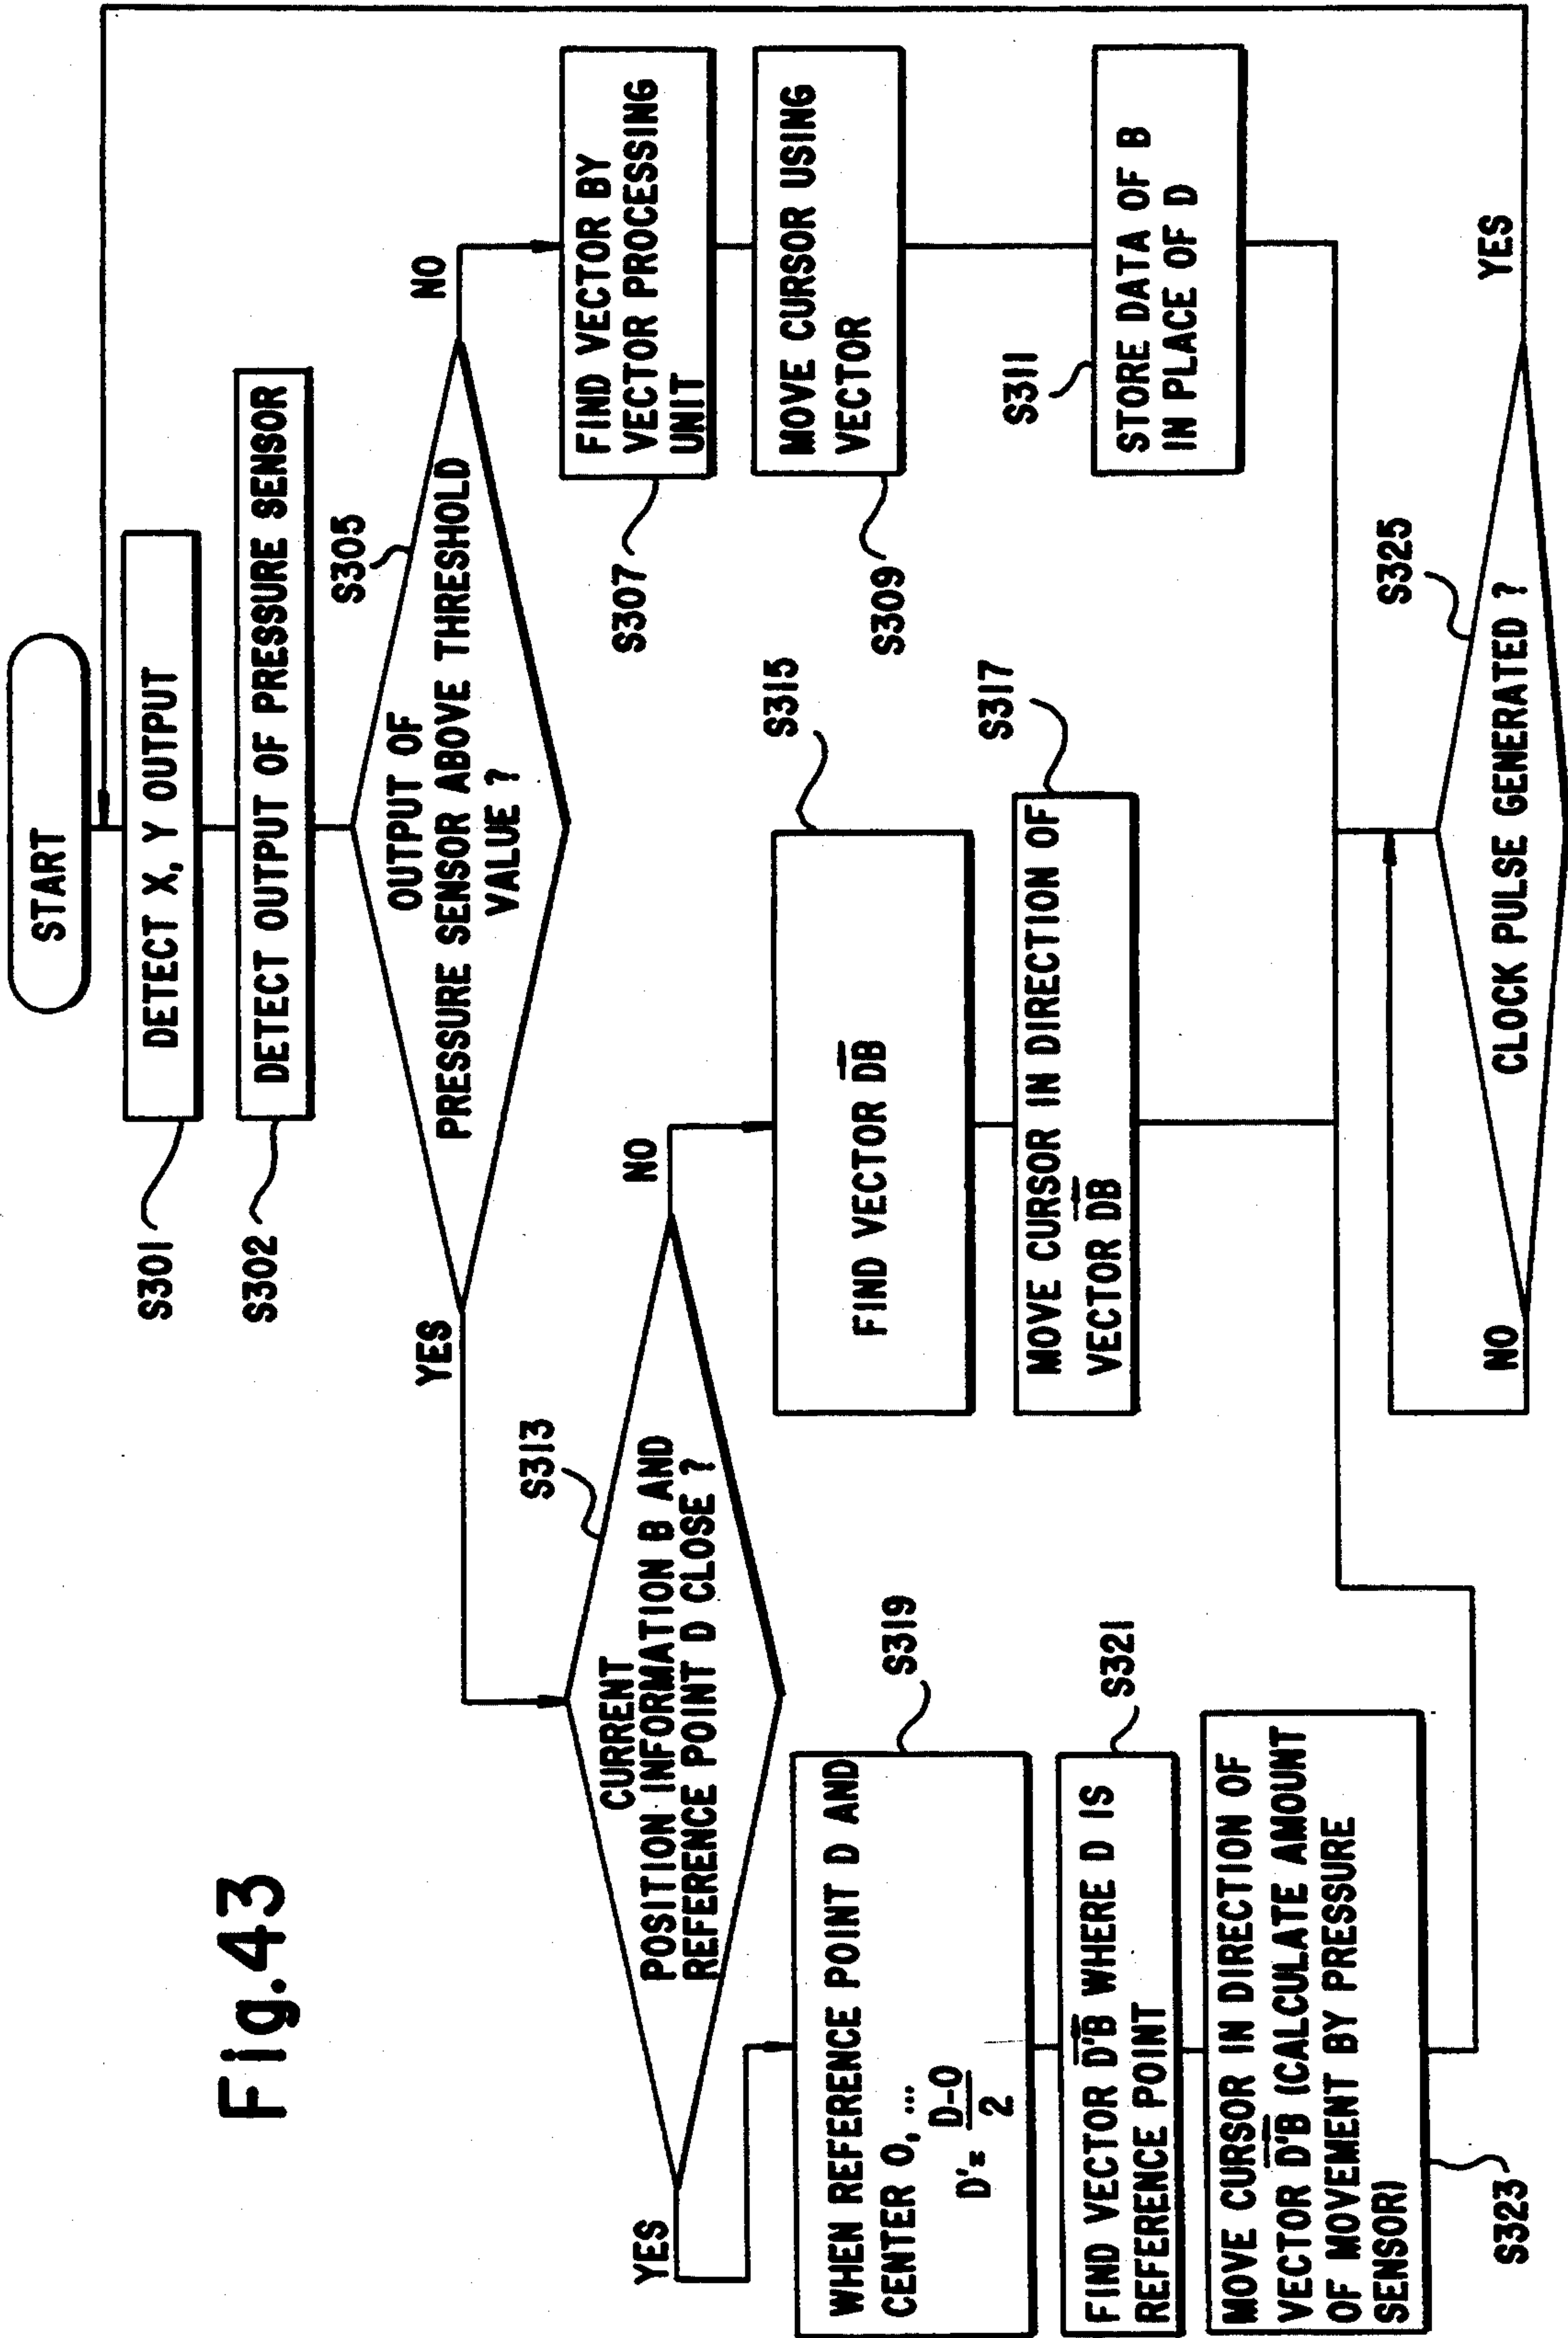 Fig.43
START
DETECT X, Y OUTPUT
S301
DETECT OUTPUT OF PRESSURE SENSOR
S302
OUTPUT OF
PRESSURE SENSOR ABOVE THRESHOLD
VALUE ?
S305
YES
NO
CURRENT
POSITION INFORMATION B AND
REFERENCE POINT D CLOSE ?
S313
YES
NO
FIND VECTOR BY
VECTOR PROCESSING
UNIT
S307
MOVE CURSOR USING
VECTOR
S309
STORE DATA OF B
IN PLACE OF D
S311
FIND VECTOR DB
S315
MOVE CURSOR IN DIRECTION OF
VECTOR DB
S317
WHEN REFERENCE POINT D AND
CENTER O, ...
D'= D-O
2
S319
FIND VECTOR D'B WHERE D IS
REFERENCE POINT
S321
MOVE CURSOR IN DIRECTION OF
VECTOR D'B (CALCULATE AMOUNT
OF MOVEMENT BY PRESSURE
SENSOR)
S323
CLOCK PULSE GENERATED ?
S325
NO
YES